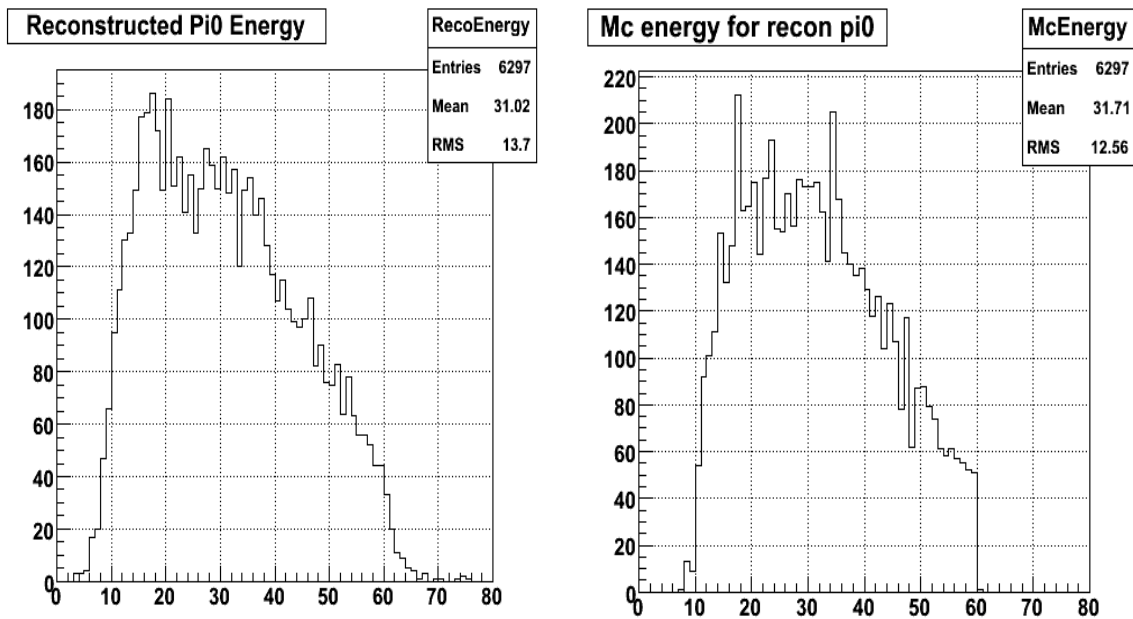 Reconstructed Pi0 Energy
RecoEnergy
Entries 6297
Mean 31.02
RMS 13.7
180
160
140
120
100
80
60
40
20
0
0 10 20 30 40 50 60 70 80
Mc energy for recon pi0
McEnergy
Entries 6297
Mean 31.71
RMS 12.56
220
200
180
160
140
120
100
80
60
40
20
0
0 10 20 30 40 50 60 70 80